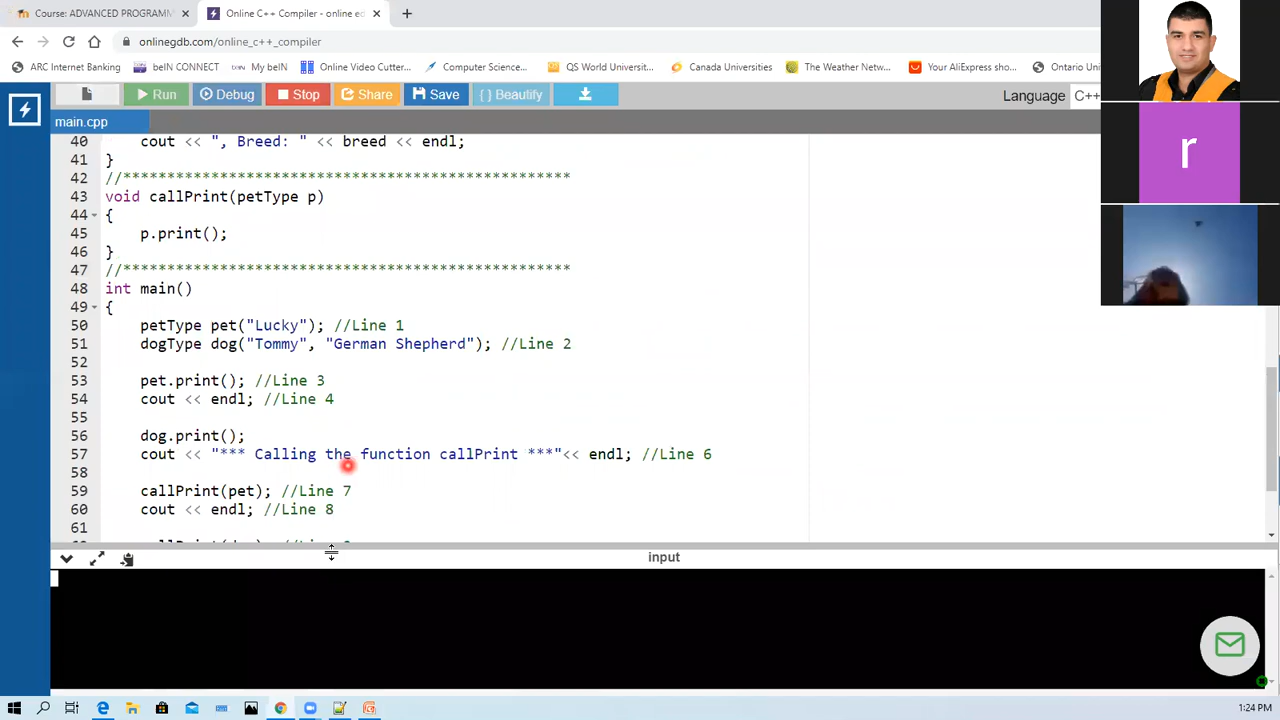 Course: ADVANCED PROGRAMM
Online C++ Compiler - online ed
onlinegdb.com/online_c++_compiler
ARC Internet Banking
beIN CONNECT
My beIN
Online Video Cutter...
Computer Science...
QS World Universit...
Canada Universities
The Weather Netw...
Your AliExpress sho...
Ontario Uni
Run
Debug
Stop
Share
Save
{ } Beautify
Language C++
main.cpp
40 cout << ", Breed: " << breed << endl;
41 }
42 //***************************************************
43 void callPrint(petType p)
44 {
45 p.print();
46 }
47 //***************************************************
48 int main()
49 {
50 petType pet("Lucky"); //Line 1
51 dogType dog("Tommy", "German Shepherd"); //Line 2
52
53 pet.print(); //Line 3
54 cout << endl; //Line 4
55
56 dog.print();
57 cout << "*** Calling the function callPrint ***"<< endl; //Line 6
58
59 callPrint(pet); //Line 7
60 cout << endl; //Line 8
61
input
r
1:24 PM